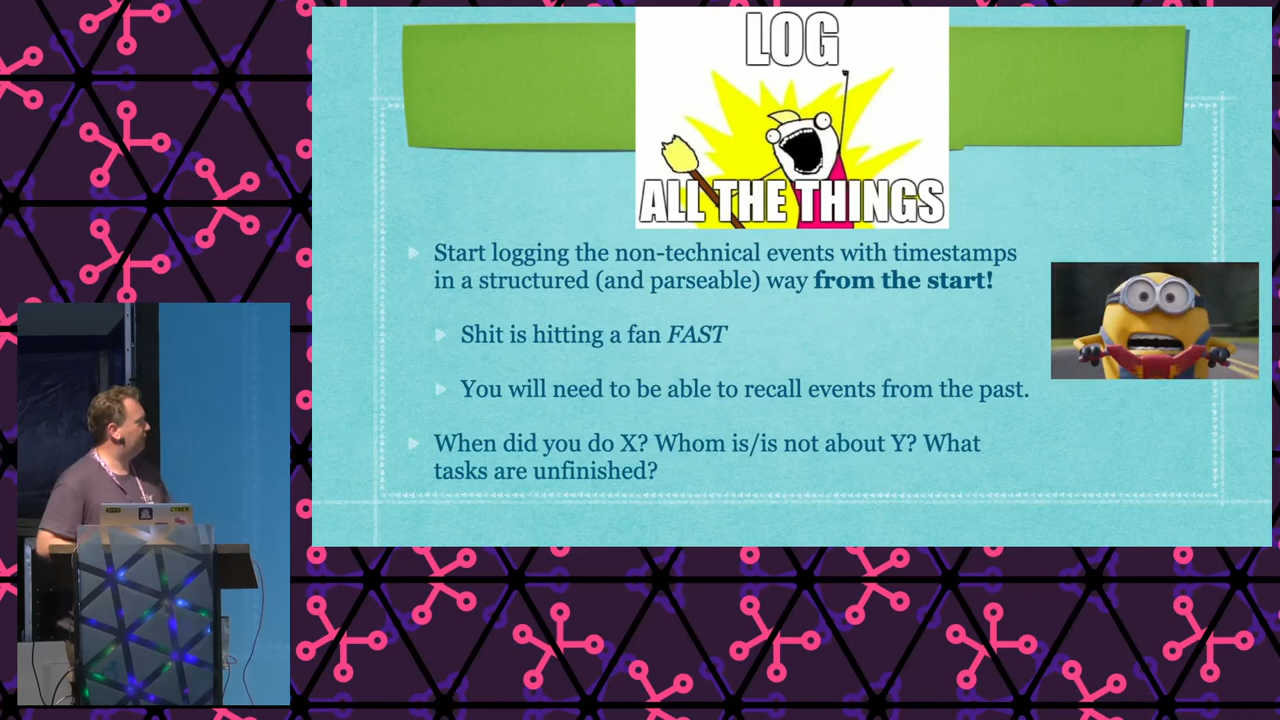 LOG
ALL THE THINGS
Start logging the non-technical events with timestamps
in a structured (and parseable) way from the start!
Shit is hitting a fan FAST
You will need to be able to recall events from the past.
When did you do X? Whom is/is not about Y? What
tasks are unfinished?
CYBER